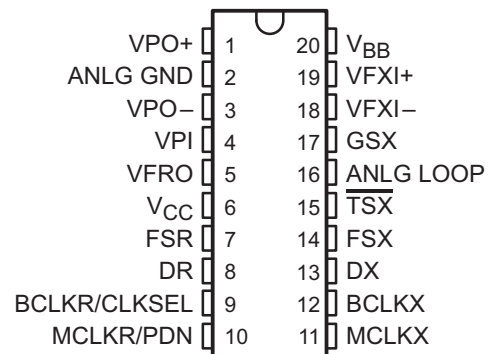 VPO+ 1 20 VBB
ANLG GND 2 19 VFXI+
VPO− 3 18 VFXI−
VPI 4 17 GSX
VFRO 5 16 ANLG LOOP
VCC 6 15 T̅S̅X̅
FSR 7 14 FSX
DR 8 13 DX
BCLKR/CLKSEL 9 12 BCLKX
MCLKR/PDN 10 11 MCLKX